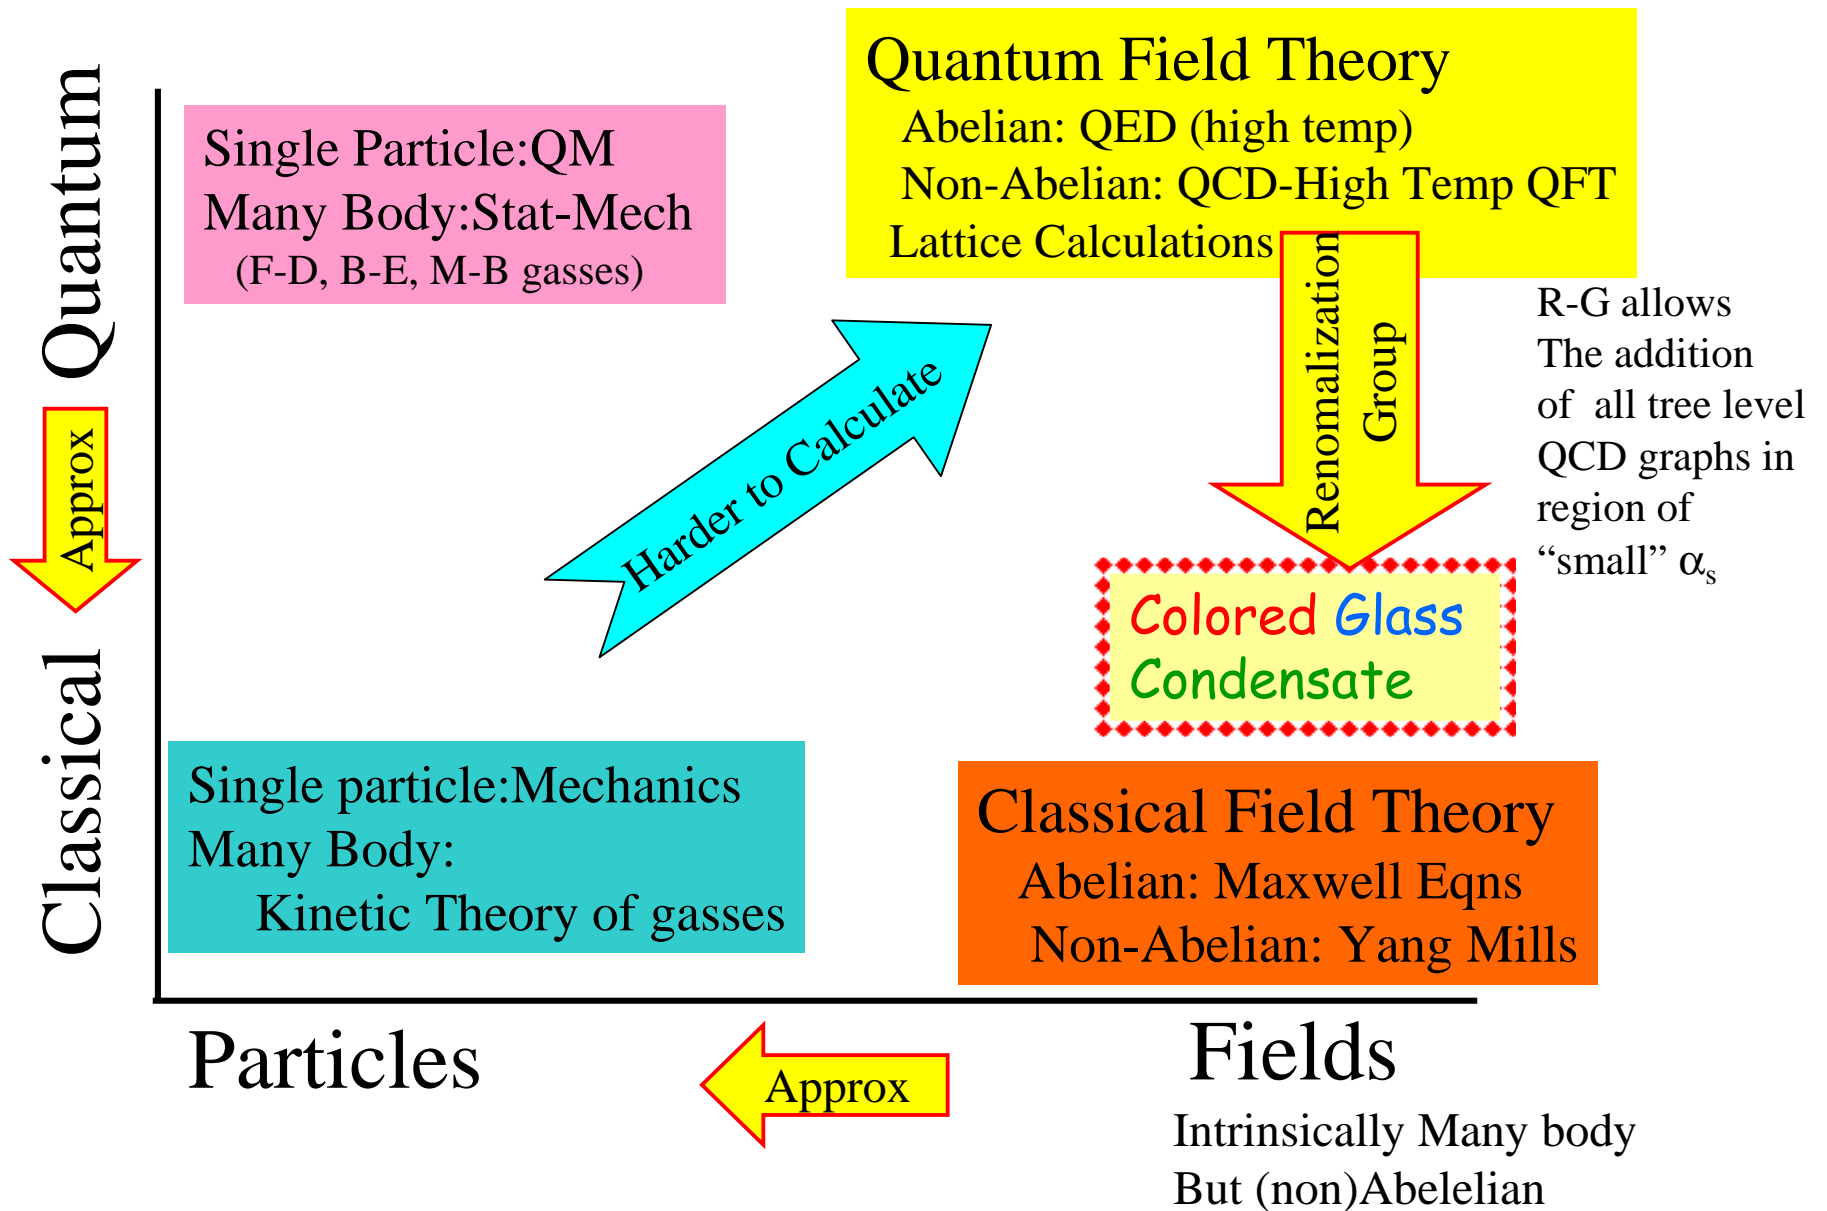 Quantum Field Theory
Abelian: QED (high temp)
Non-Abelian: QCD-High Temp QFT
Lattice Calculations
Quantum
Single Particle:QM
Many Body:Stat-Mech
(F-D, B-E, M-B gasses)
Renomalization
Group
R-G allows
The addition
of all tree level
QCD graphs in
region of
“small” αs
Harder to Calculate
Approx
Colored Glass
Condensate
Classical
Single particle:Mechanics
Many Body:
Kinetic Theory of gasses
Classical Field Theory
Abelian: Maxwell Eqns
Non-Abelian: Yang Mills
Particles
Approx
Fields
Intrinsically Many body
But (non)Abelelian